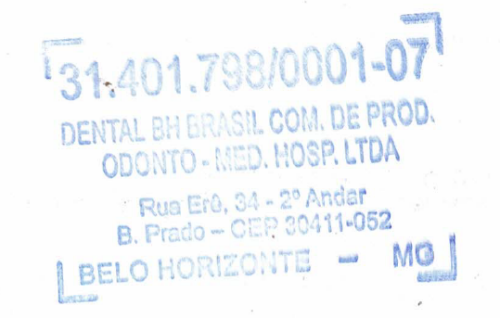 31.401.798/0001-07
DENTAL BH BRASIL COM. DE PROD.
ODONTO - MED. HOSP. LTDA
Rua Erê, 34 - 2º Andar
B. Prado - CEP 30411-052
BELO HORIZONTE - MG